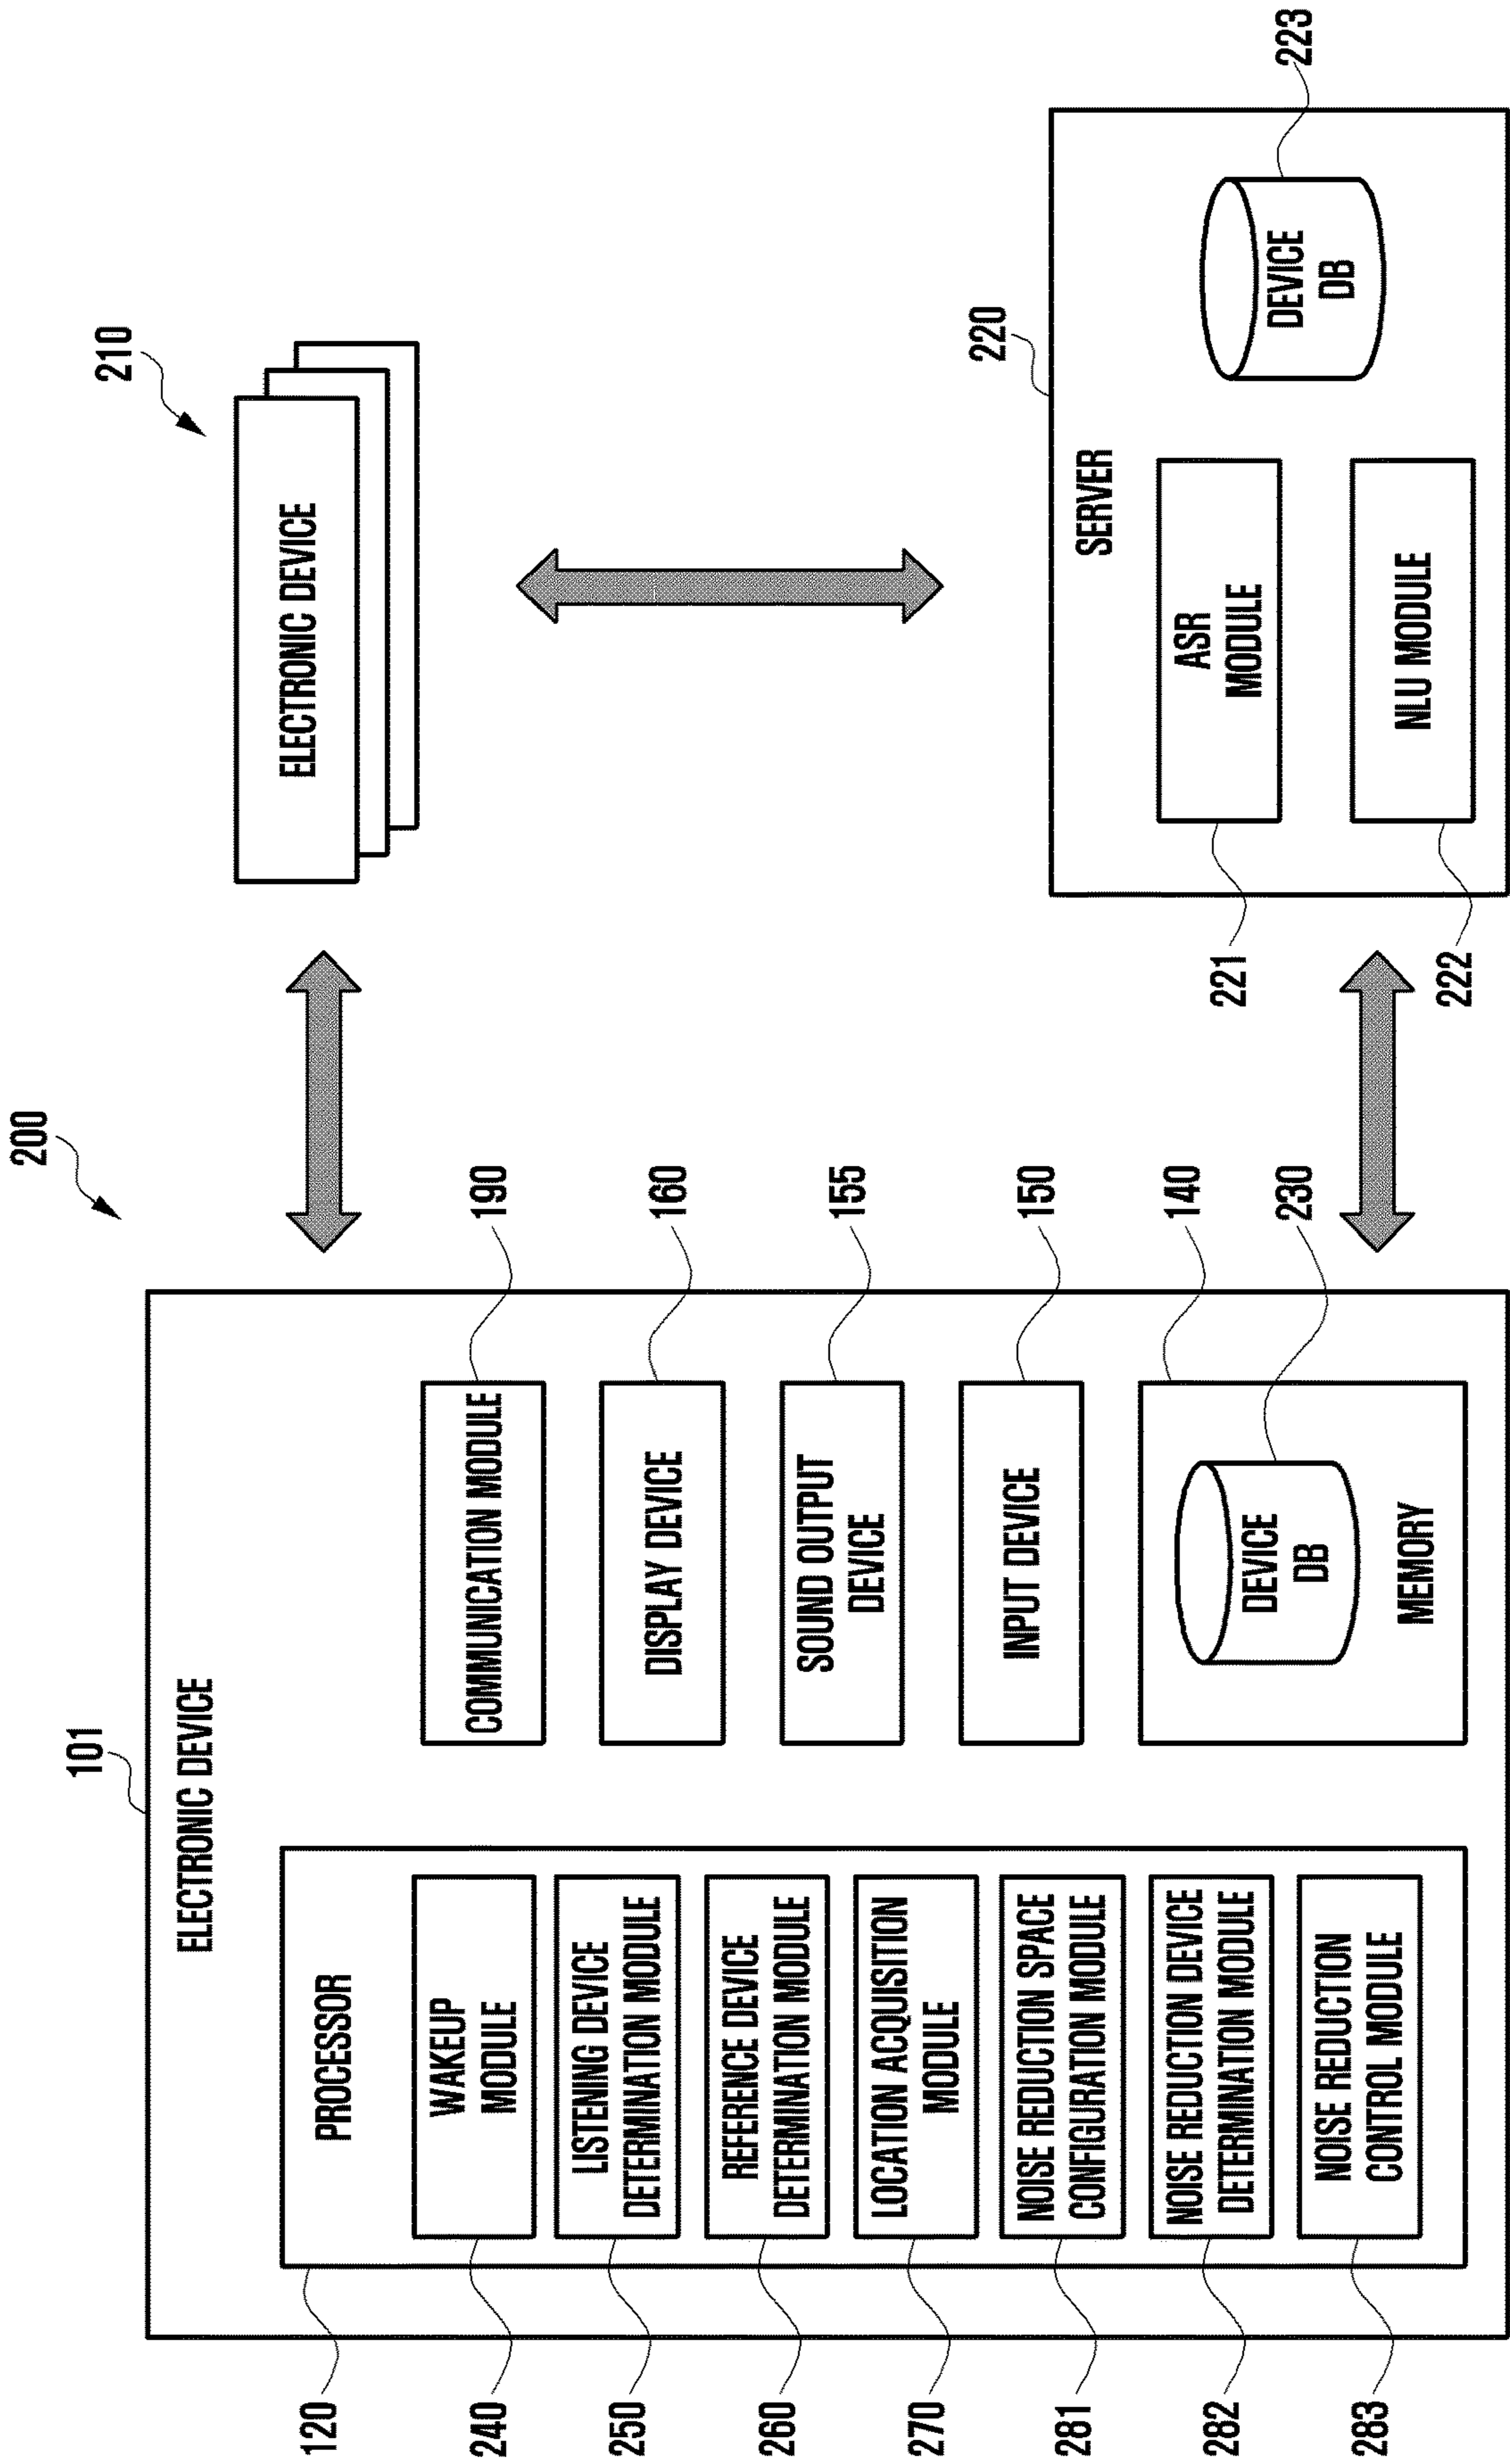 200
101
ELECTRONIC DEVICE
120
PROCESSOR
240
WAKEUP
MODULE
250
LISTENING DEVICE
DETERMINATION MODULE
260
REFERENCE DEVICE
DETERMINATION MODULE
270
LOCATION ACQUISITION
MODULE
281
NOISE REDUCTION SPACE
CONFIGURATION MODULE
282
NOISE REDUCTION DEVICE
DETERMINATION MODULE
283
NOISE REDUCTION
CONTROL MODULE
COMMUNICATION MODULE
190
DISPLAY DEVICE
160
SOUND OUTPUT
DEVICE
155
INPUT DEVICE
150
140
DEVICE
DB
230
MEMORY
210
ELECTRONIC DEVICE
220
SERVER
ASR
MODULE
221
NLU MODULE
222
DEVICE
DB
223